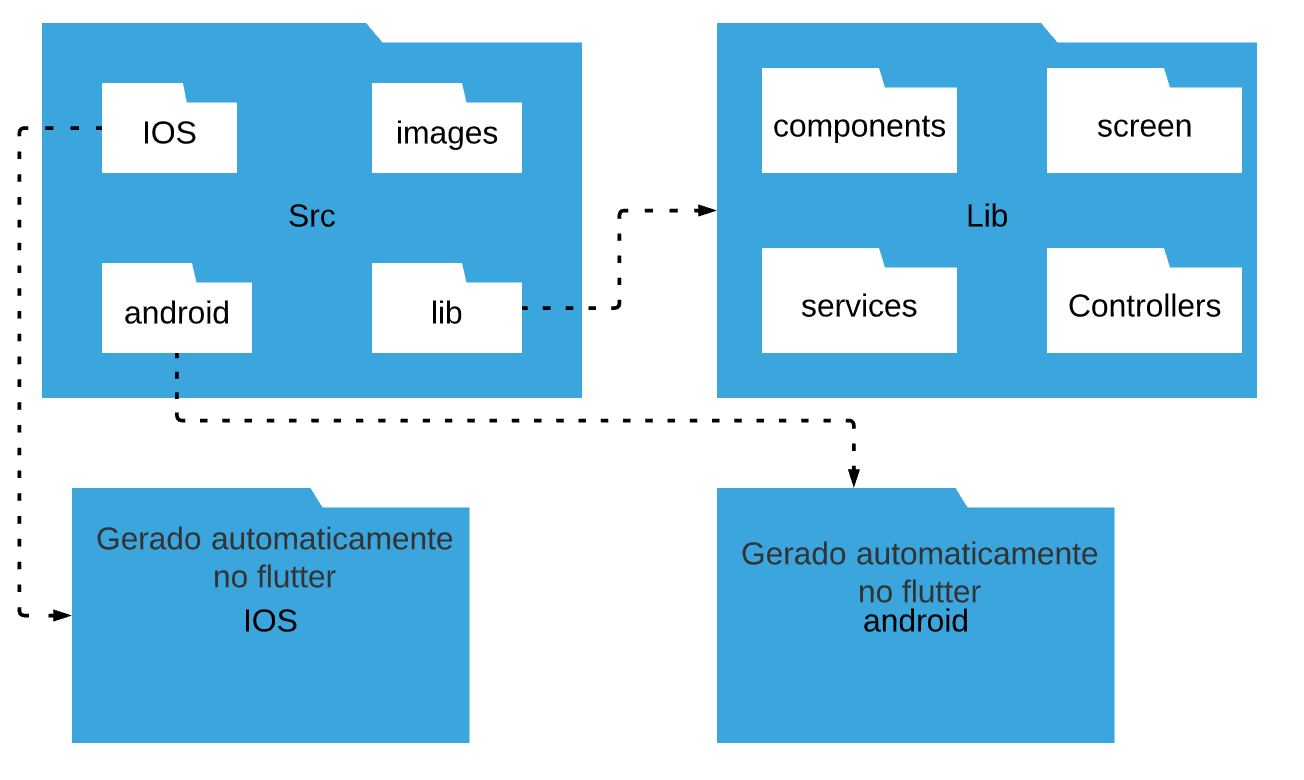 IOS
images
Src
android
lib
components
screen
Lib
services
Controllers
Gerado automaticamente
no flutter
IOS
Gerado automaticamente
no flutter
android